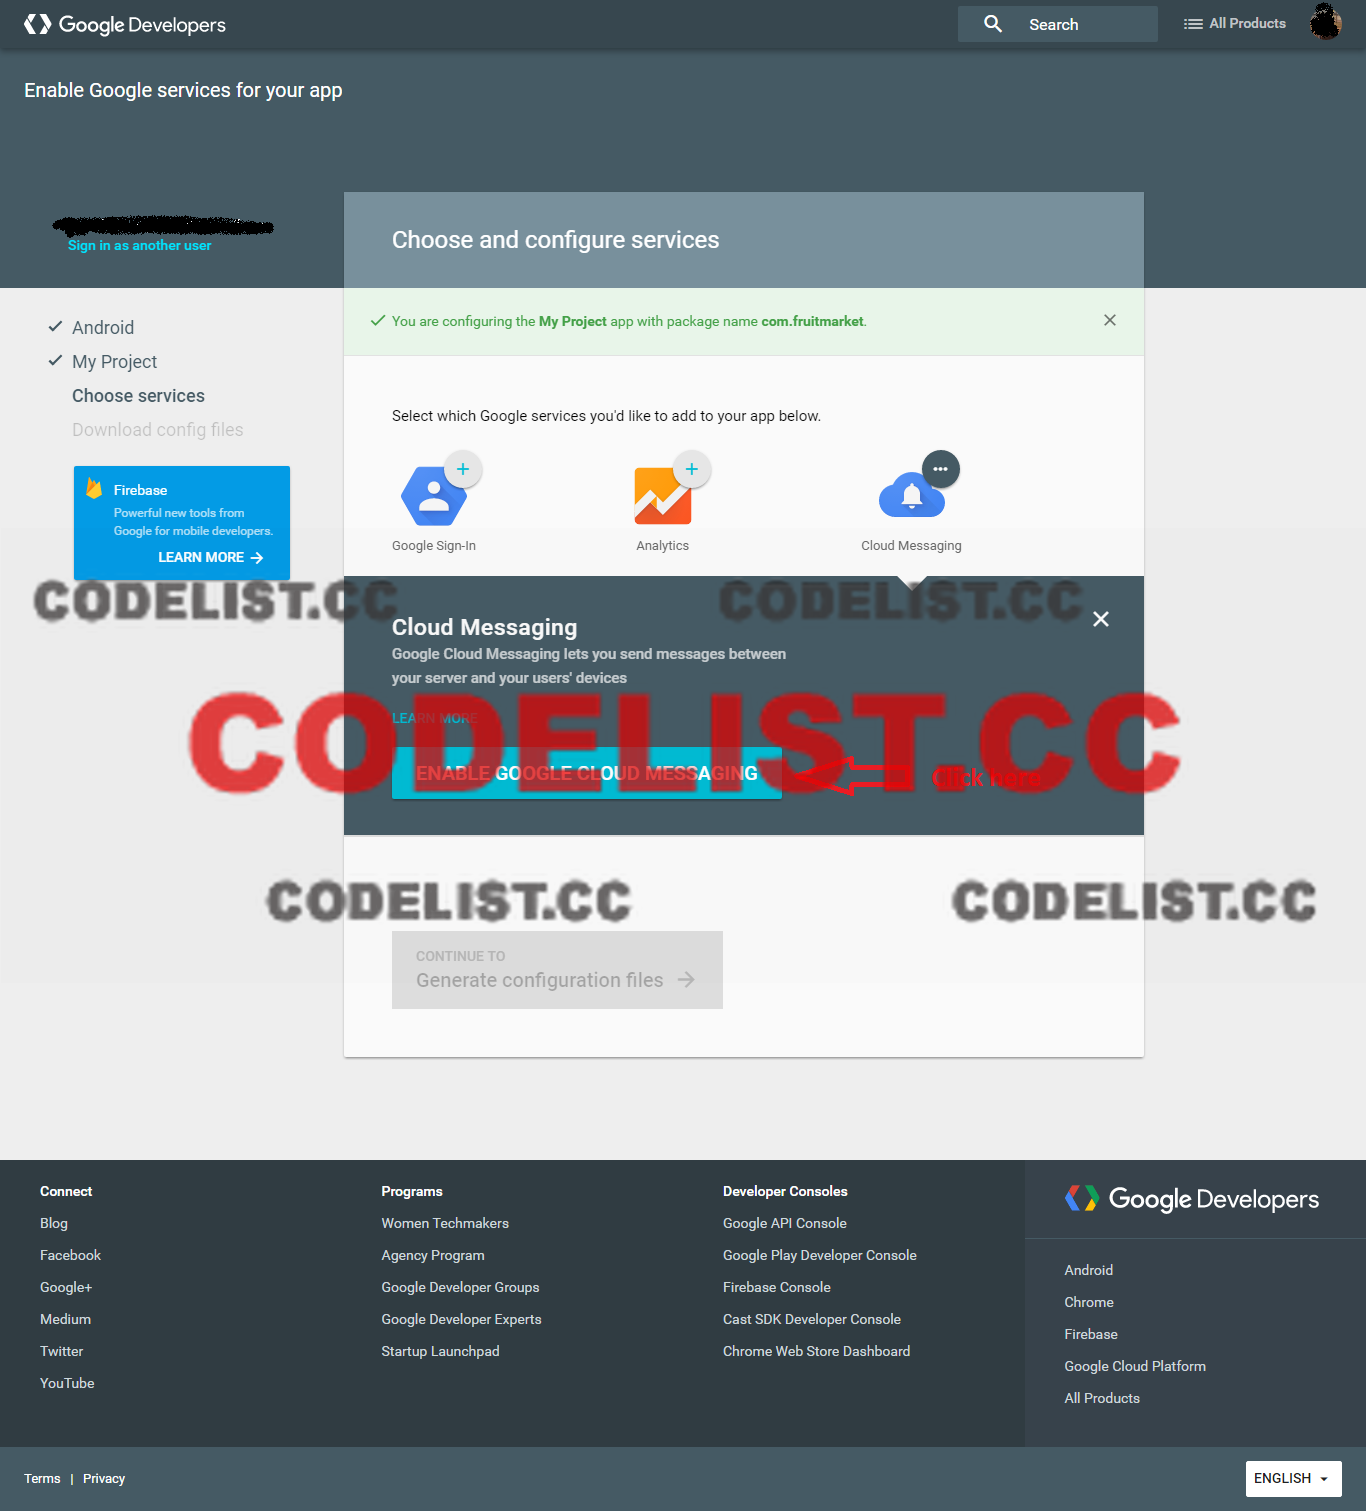 Google Developers
Search
All Products
Enable Google services for your app
Sign in as another user
Choose and configure services
You are configuring the My Project app with package name com.fruitmarket.
Android
My Project
Choose services
Download config files
Select which Google services you'd like to add to your app below.
Google Sign-In
Analytics
Cloud Messaging
Firebase
Powerful new tools from
Google for mobile developers.
LEARN MORE
CODELIST.CC
CODELIST.CC
Cloud Messaging
Google Cloud Messaging lets you send messages between
your server and your users' devices
LEARN MORE
CODELIST.CC
ENABLE GOOGLE CLOUD MESSAGING
Click here
CODELIST.CC
CODELIST.CC
CONTINUE TO
Generate configuration files
Connect
Blog
Facebook
Google+
Medium
Twitter
YouTube
Programs
Women Techmakers
Agency Program
Google Developer Groups
Google Developer Experts
Startup Launchpad
Developer Consoles
Google API Console
Google Play Developer Console
Firebase Console
Cast SDK Developer Console
Chrome Web Store Dashboard
Google Developers
Android
Chrome
Firebase
Google Cloud Platform
All Products
Terms | Privacy
ENGLISH